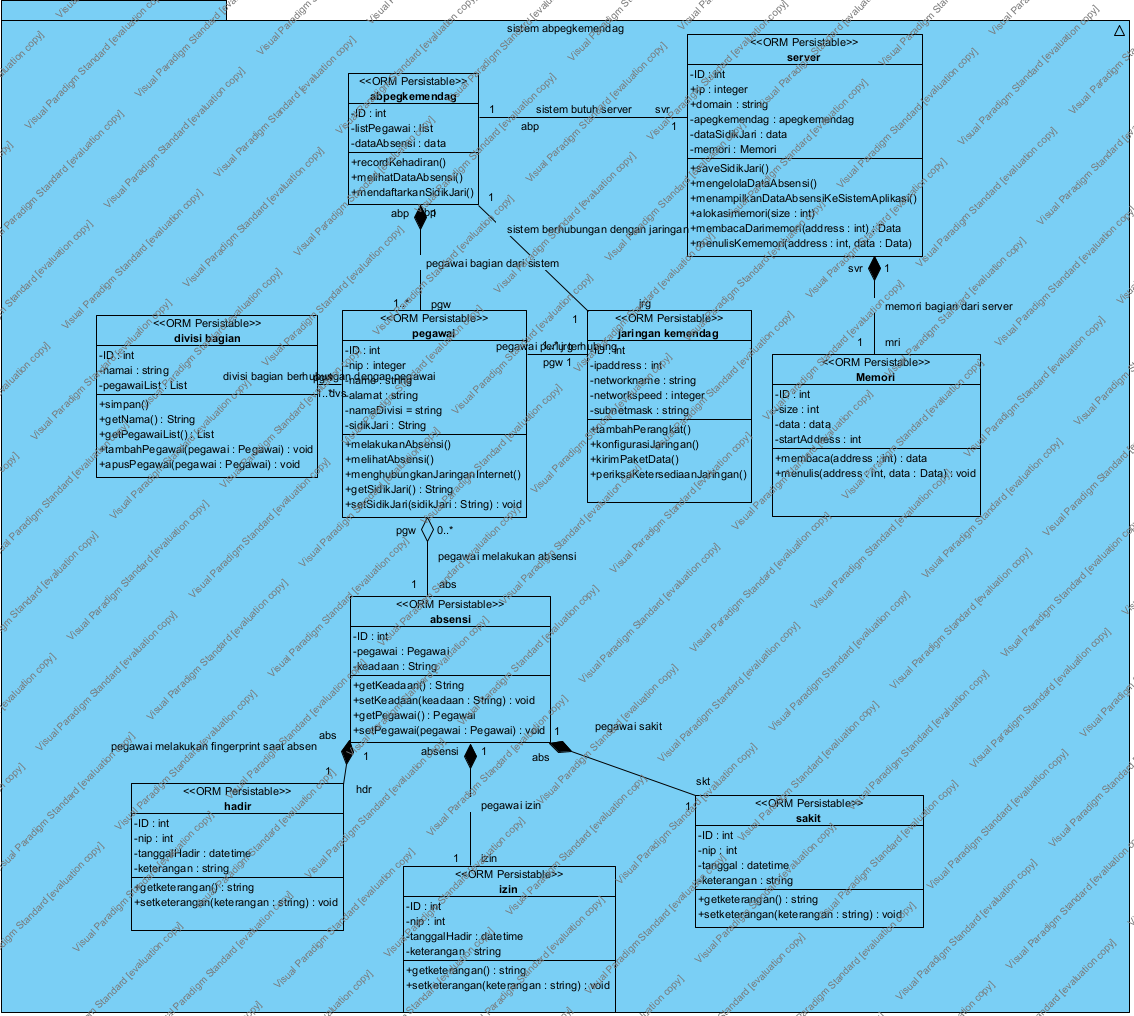 sistem abpegkemendag
<<ORM Persistable>>
abpegkemendag
-ID : int
-listPegawai : list
-dataAbsensi : data
+recordKehadiran()
+melihatDataAbsensi()
+mendaftarkanSidikJari()
1
sistem butuh server
svr
abp
1
<<ORM Persistable>>
server
-ID : int
+ip : integer
+domain : string
-apegkemendag : apegkemendag
-dataSidikJari : data
-memori : Memori
+saveSidikJari()
+mengelolaDataAbsensi()
+menampilkanDataAbsensiKeSistemAplikasi()
+alokasimemori(size : int)
+membacaDarimemori(address : int) : Data
+menulisKememori(address : int, data : Data)
1
abp
sistem berhubungan dengan jaringan
pegawai bagian dari sistem
1..*
pgw
jrg
1
svr
1
memori bagian dari server
1
mri
<<ORM Persistable>>
divisi bagian
-ID : int
-namai : string
-pegawaiList : List
+simpan()
+getNama() : String
+getPegawaiList() : List
+tambahPegawai(pegawai : Pegawai) : void
+apusPegawai(pegawai : Pegawai) : void
divisi bagian berhubungan dengan pegawai
<<ORM Persistable>>
pegawai
-ID : int
-nip : integer
-nama : string
-alamat : string
-namaDivisi = string
-sidikJari : String
+melakukanAbsensi()
+melihatAbsensi()
+menghubungkanJaringanInternet()
+getSidikJari() : String
+setSidikJari(sidikJari : String) : void
pegawai perlu terhubung
pgw 1
<<ORM Persistable>>
jaringan kemendag
-ID : int
-ipaddress : int
-networkname : string
-networkspeed : integer
-subnetmask : string
+tambahPerangkat()
+konfigurasiJaringan()
+kirimPaketData()
+periksaKetersediaanJaringan()
<<ORM Persistable>>
Memori
-ID : int
-size : int
-data : data
-startAddress : int
+membaca(address : int) : data
+menulis(address : int, data : Data) : void
pgw
0..*
pegawai melakukan absensi
1
abs
<<ORM Persistable>>
absensi
-ID : int
-pegawai : Pegawai
-keadaan : String
+getKeadaan() : String
+setKeadaan(keadaan : String) : void
+getPegawai() : Pegawai
+setPegawai(pegawai : Pegawai) : void
abs
1
pegawai melakukan fingerprint saat absen
1
hdr
absensi
1
pegawai izin
1
izin
1
abs
pegawai sakit
skt
1
<<ORM Persistable>>
hadir
-ID : int
-nip : int
-tanggalHadir : datetime
-keterangan : string
+getketerangan() : string
+setketerangan(keterangan : string) : void
<<ORM Persistable>>
izin
-ID : int
-nip : int
-tanggalHadir : datetime
-keterangan : string
+getketerangan() : string
+setketerangan(keterangan : string) : void
<<ORM Persistable>>
sakit
-ID : int
-nip : int
-tanggal : datetime
-keterangan : string
+getketerangan() : string
+setketerangan(keterangan : string) : void
Visual Paradigm Standard [evaluation copy]